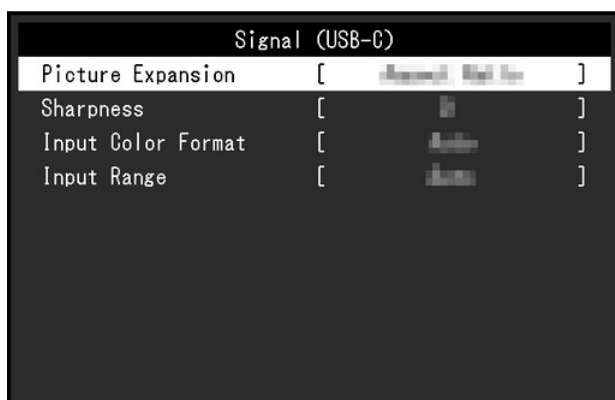 Signal (USB-C)
Picture Expansion [ ]
Sharpness [ ]
Input Color Format [ ]
Input Range [ ]